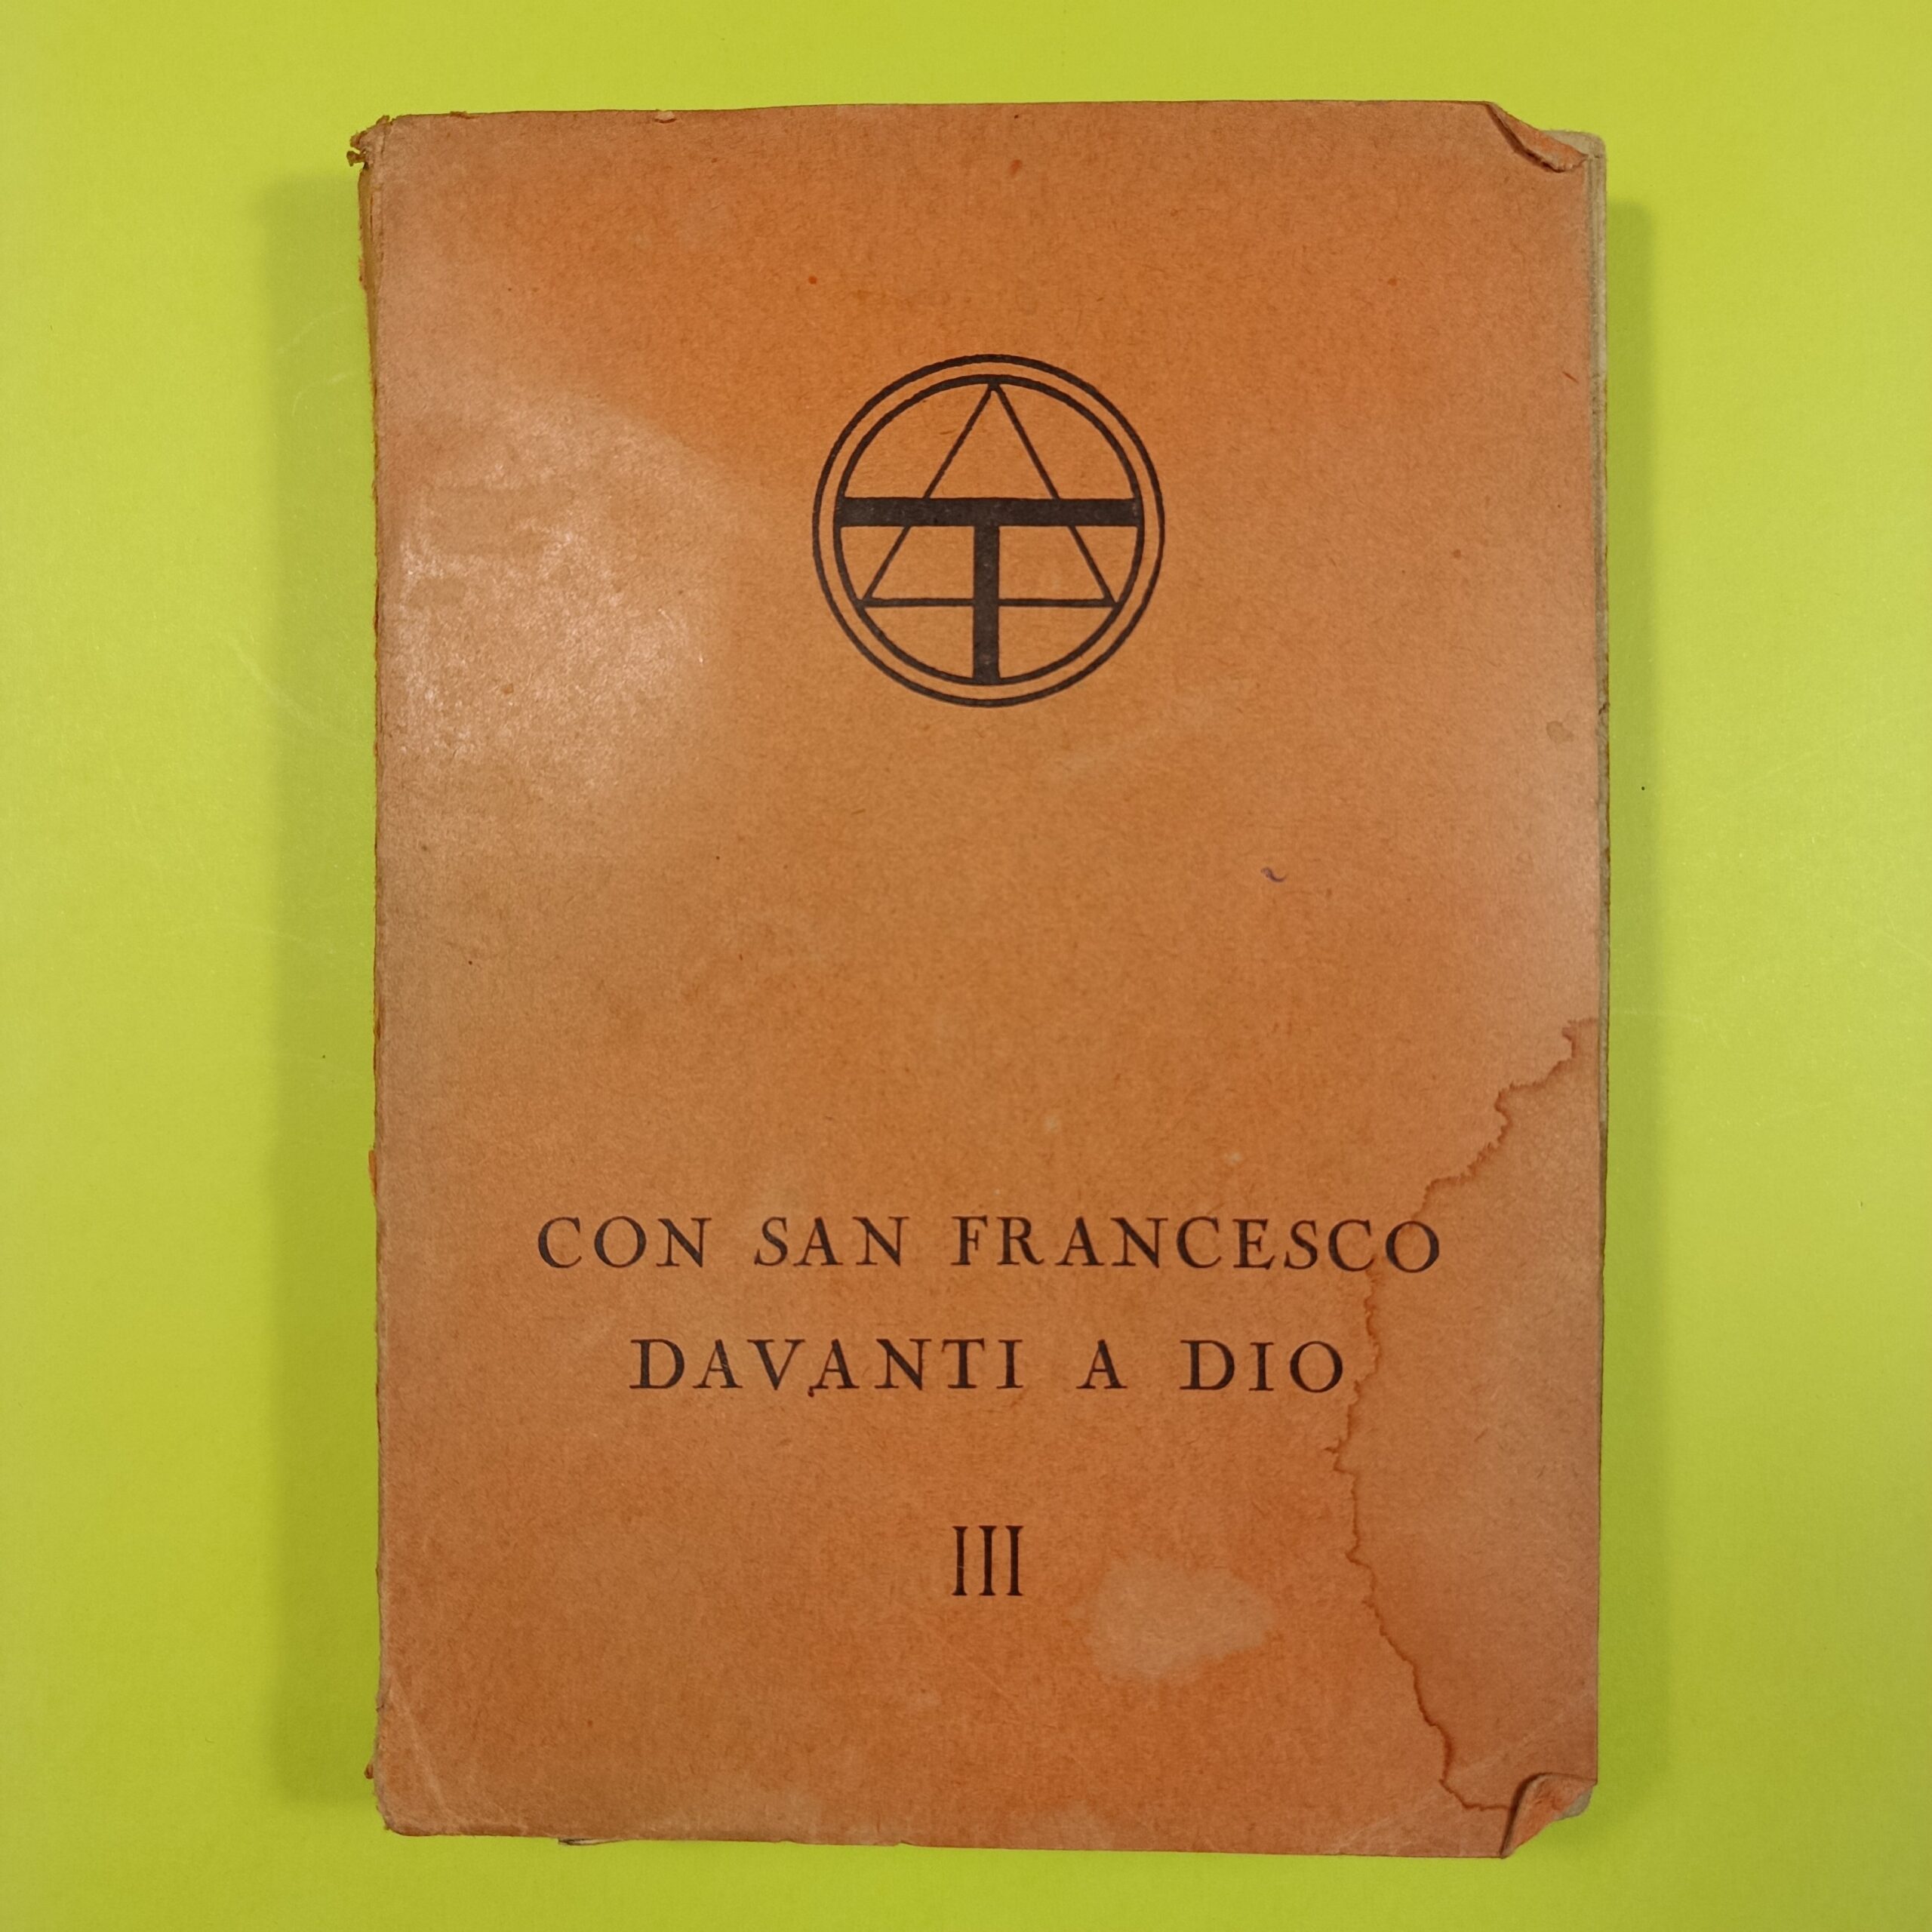 CON SAN FRANCESCO
DAVANTI A DIO
III